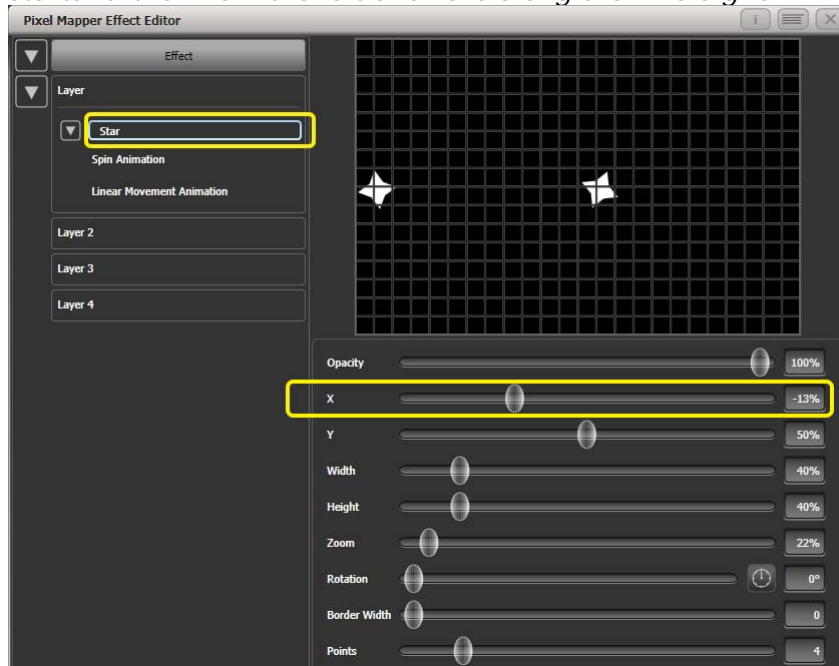 Pixel Mapper Effect Editor
i
Effect
Layer
Star
Spin Animation
Linear Movement Animation
Layer 2
Layer 3
Layer 4
Opacity 100%
X -13%
Y 50%
Width 40%
Height 40%
Zoom 22%
Rotation 0°
Border Width 0
Points 4